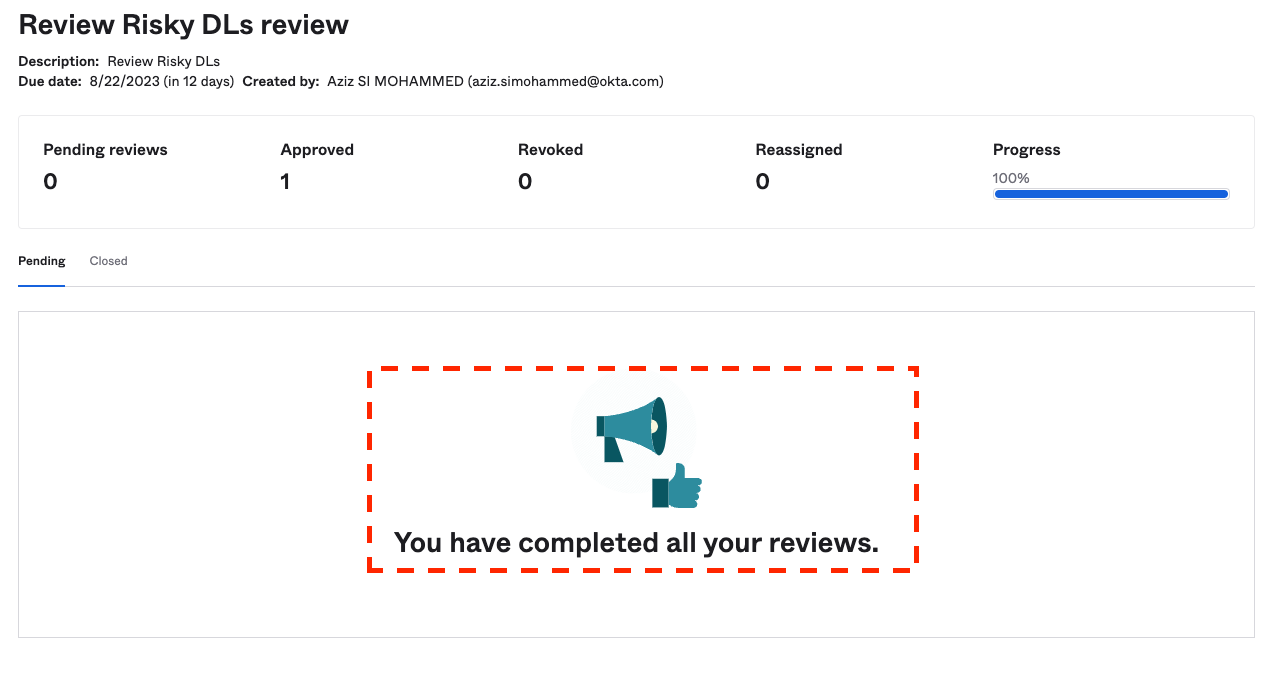 Review Risky DLs review
Description: Review Risky DLs
Due date: 8/22/2023 (in 12 days) Created by: Aziz SI MOHAMMED (aziz.simohammed@okta.com)
Pending reviews Approved Revoked Reassigned Progress
0 1 0 0 100%
Pending Closed
You have completed all your reviews.